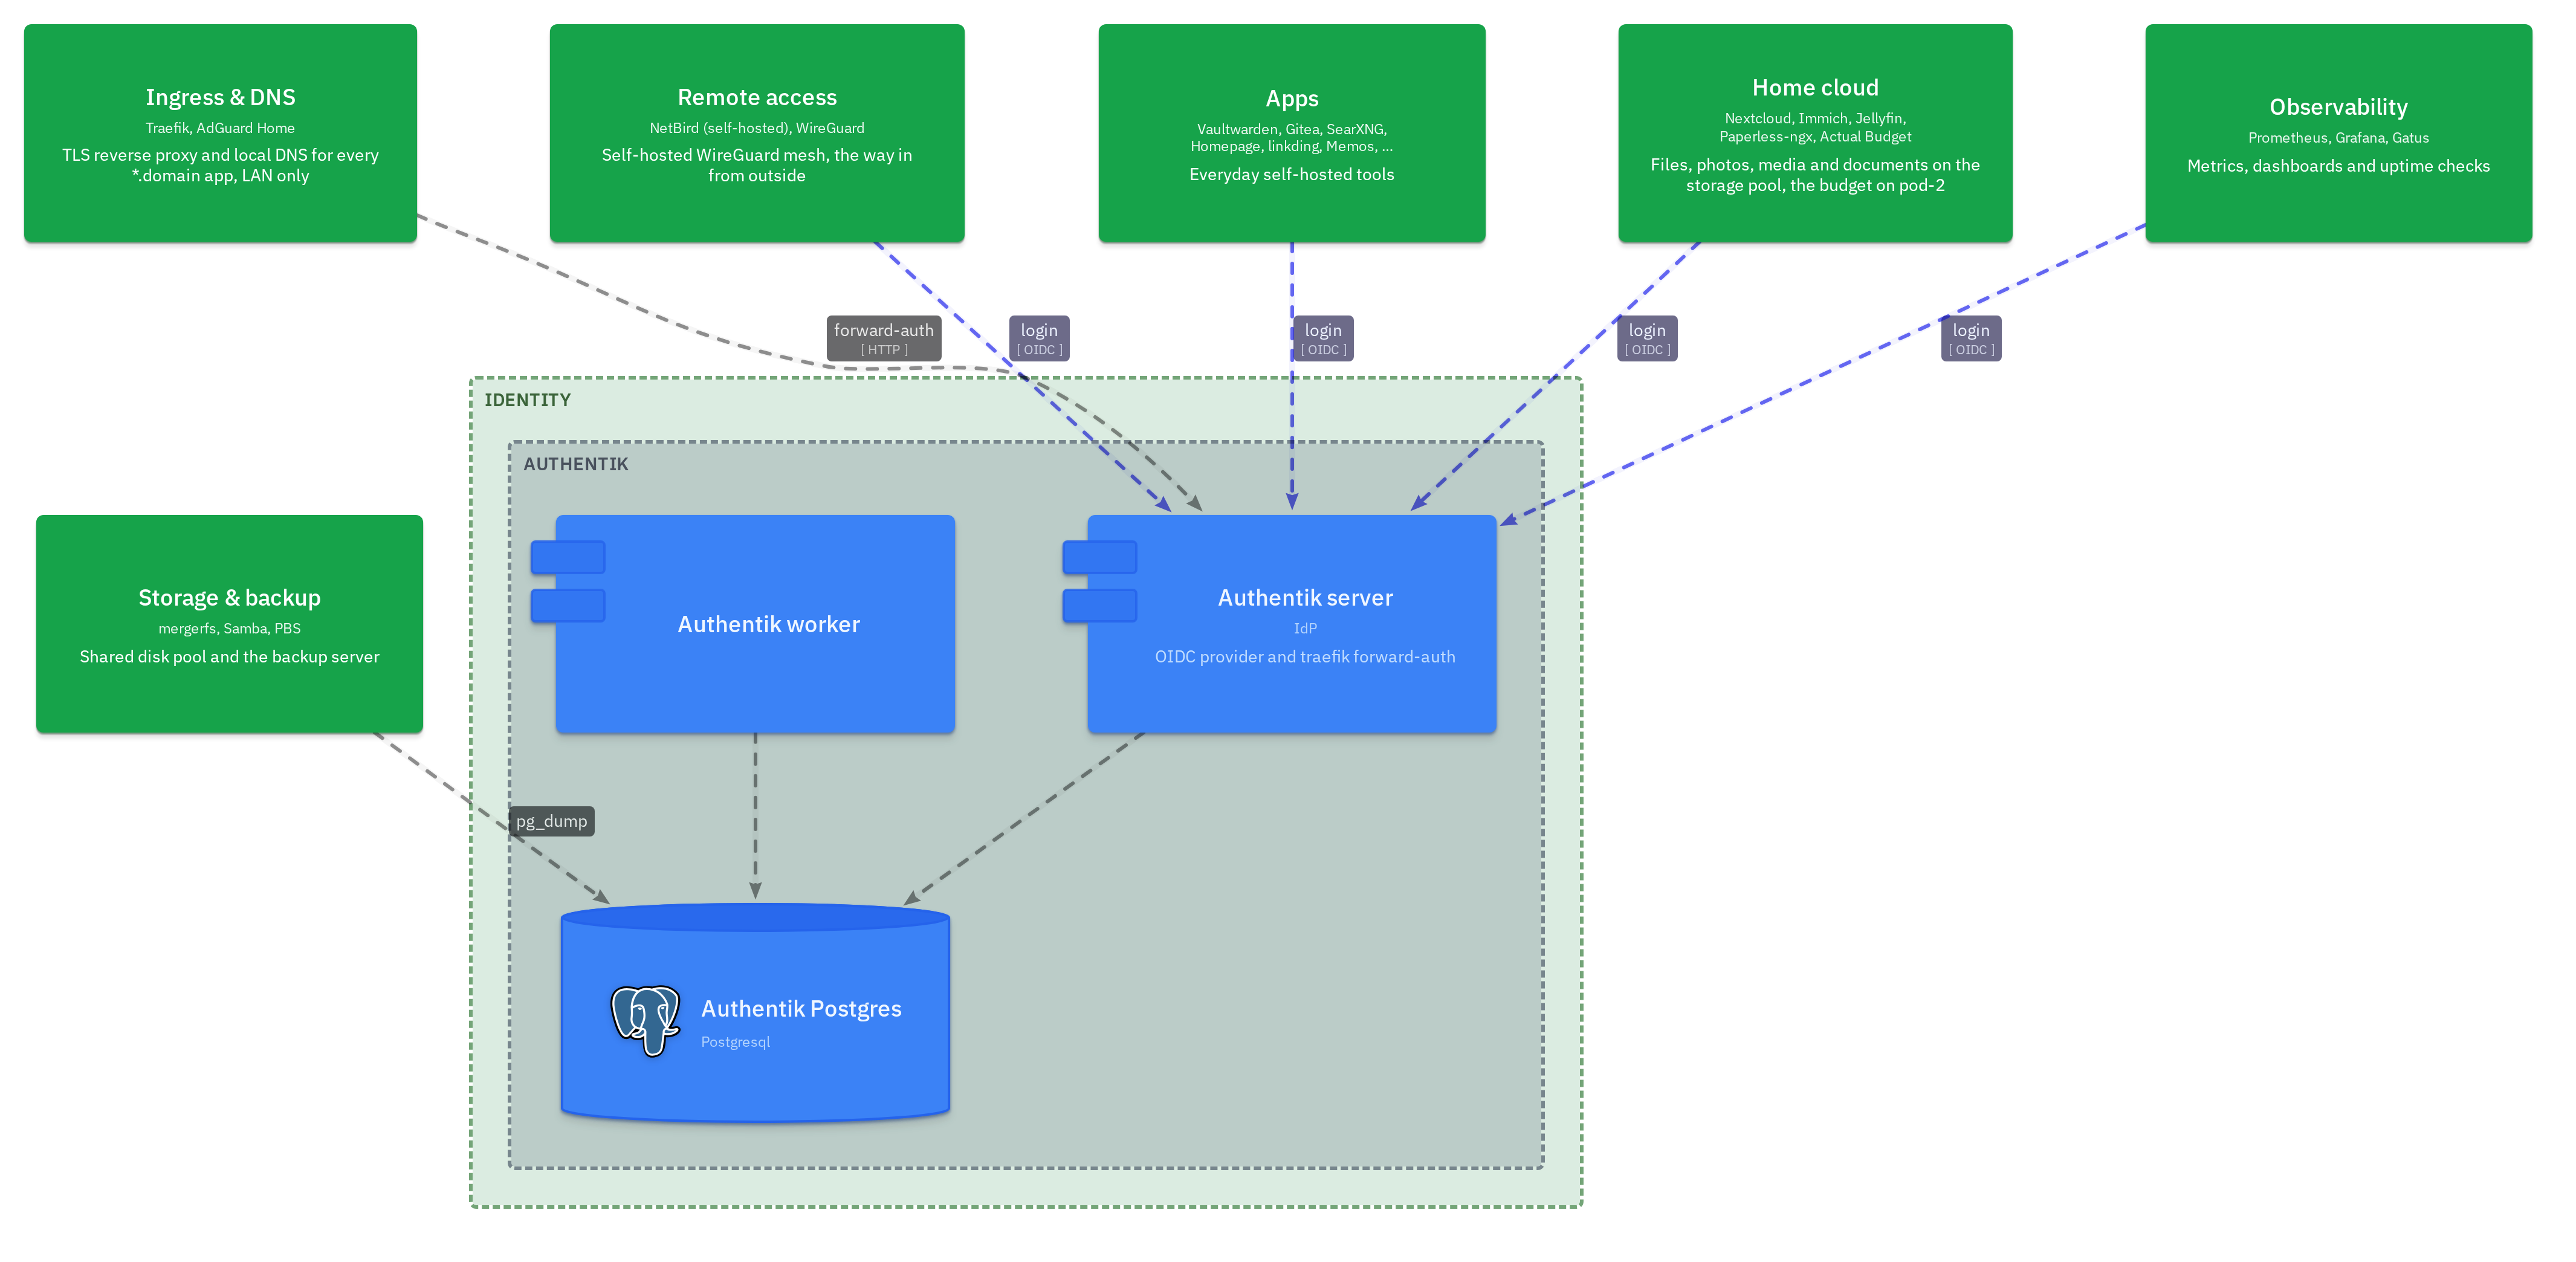 Ingress & DNS
Traefik, AdGuard Home
TLS reverse proxy and local DNS for every
*.domain app, LAN only
Remote access
NetBird (self-hosted), WireGuard
Self-hosted WireGuard mesh, the way in
from outside
Apps
Vaultwarden, Gitea, SearXNG,
Homepage, linkding, Memos, ...
Everyday self-hosted tools
Home cloud
Nextcloud, Immich, Jellyfin,
Paperless-ngx, Actual Budget
Files, photos, media and documents on the
storage pool, the budget on pod-2
Observability
Prometheus, Grafana, Gatus
Metrics, dashboards and uptime checks
forward-auth
[ HTTP ]
login
[ OIDC ]
login
[ OIDC ]
login
[ OIDC ]
login
[ OIDC ]
IDENTITY
AUTHENTIK
Storage & backup
mergerfs, Samba, PBS
Shared disk pool and the backup server
Authentik worker
Authentik server
IdP
OIDC provider and traefik forward-auth
pg_dump
Authentik Postgres
Postgresql